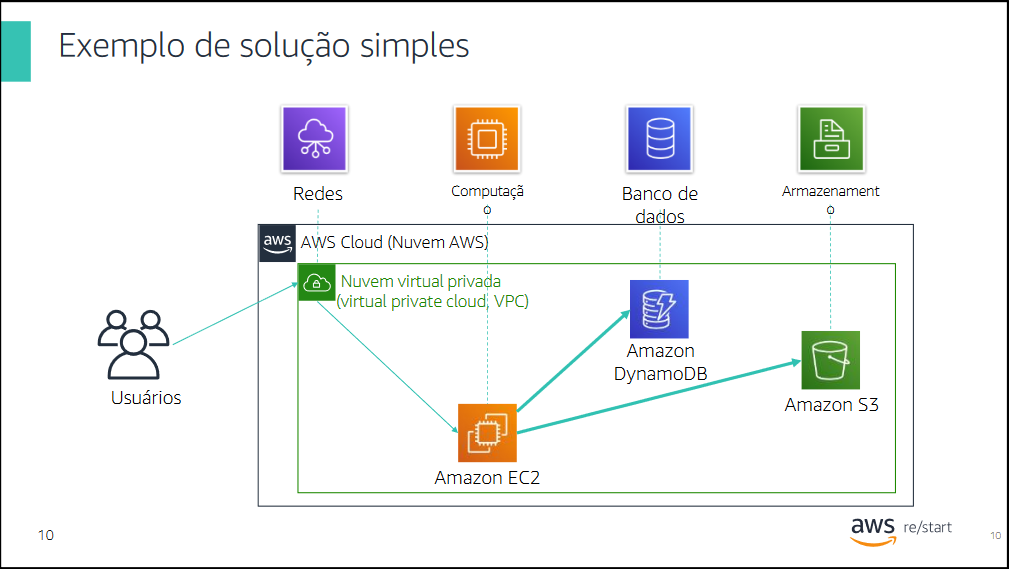 Exemplo de solução simples
Redes
Computaçã
o
Banco de
dados
Armazenament
o
aws
AWS Cloud (Nuvem AWS)
Nuvem virtual privada
(virtual private cloud, VPC)
Usuários
Amazon
DynamoDB
Amazon S3
Amazon EC2
10
aws re/start
10